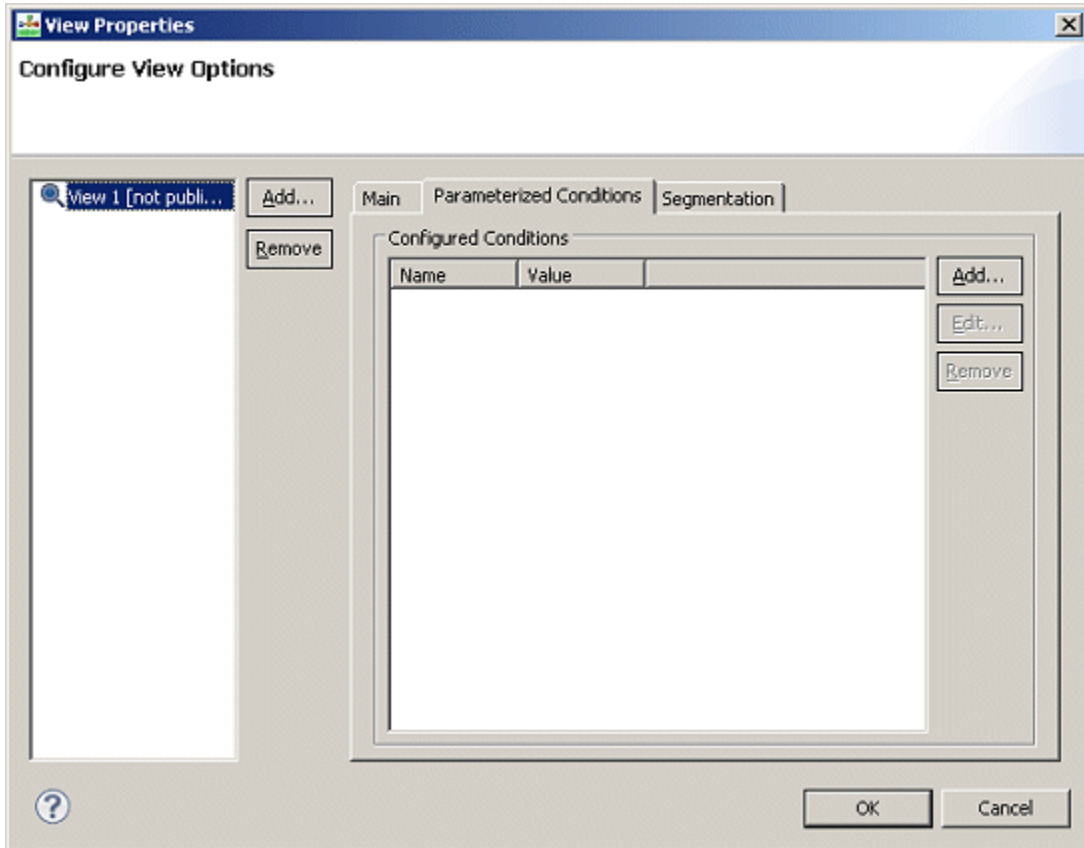 View Properties
Configure View Options
View 1 [not publi...
Add...
Remove
Main
Parameterized Conditions
Segmentation
Configured Conditions
Name
Value
Add...
Edit...
Remove
?
OK
Cancel